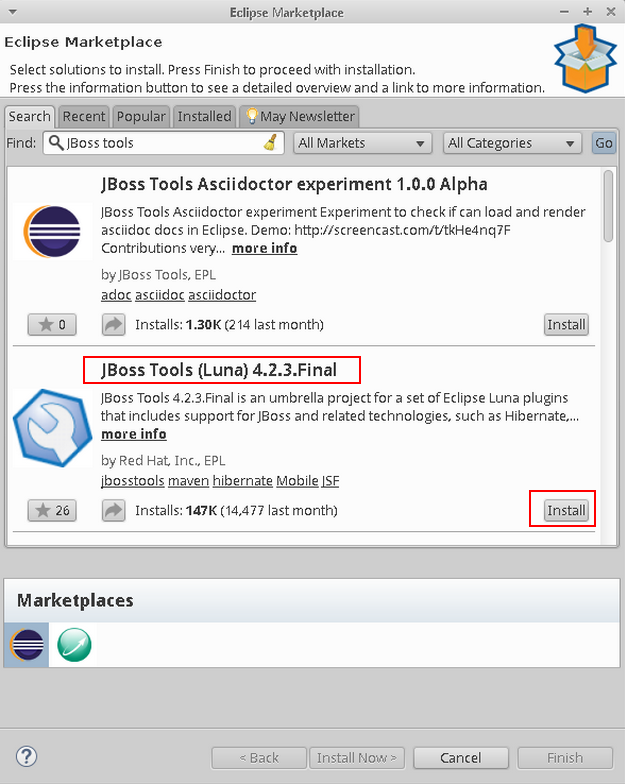 Eclipse Marketplace
Eclipse Marketplace
Select solutions to install. Press Finish to proceed with installation.
Press the information button to see a detailed overview and a link to more information.
Search Recent Popular Installed May Newsletter
Find: JBoss tools All Markets All Categories Go
JBoss Tools Asciidoctor experiment 1.0.0 Alpha
JBoss Tools Asciidoctor experiment Experiment to check if can load and render
asciidoc docs in Eclipse. Demo: http://screencast.com/t/tkHe4nq7F
Contributions very... more info
by JBoss Tools, EPL
adoc asciidoc asciidoctor
0 Installs: 1.30K (214 last month) Install
JBoss Tools (Luna) 4.2.3.Final
JBoss Tools 4.2.3.Final is an umbrella project for a set of Eclipse Luna plugins
that includes support for JBoss and related technologies, such as Hibernate,...
more info
by Red Hat, Inc., EPL
jbosstools maven hibernate Mobile JSF
26 Installs: 147K (14,477 last month) Install
Marketplaces
? < Back Install Now > Cancel Finish